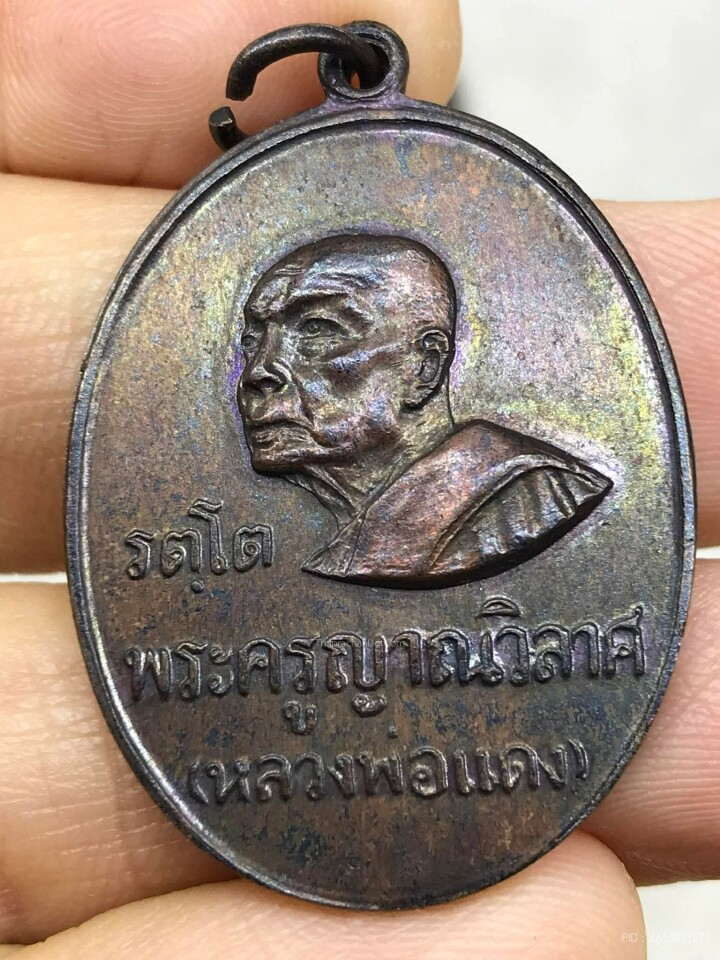 รตฺโต
พระครูญาณวิลาศ
(หลวงพ่อแดง)